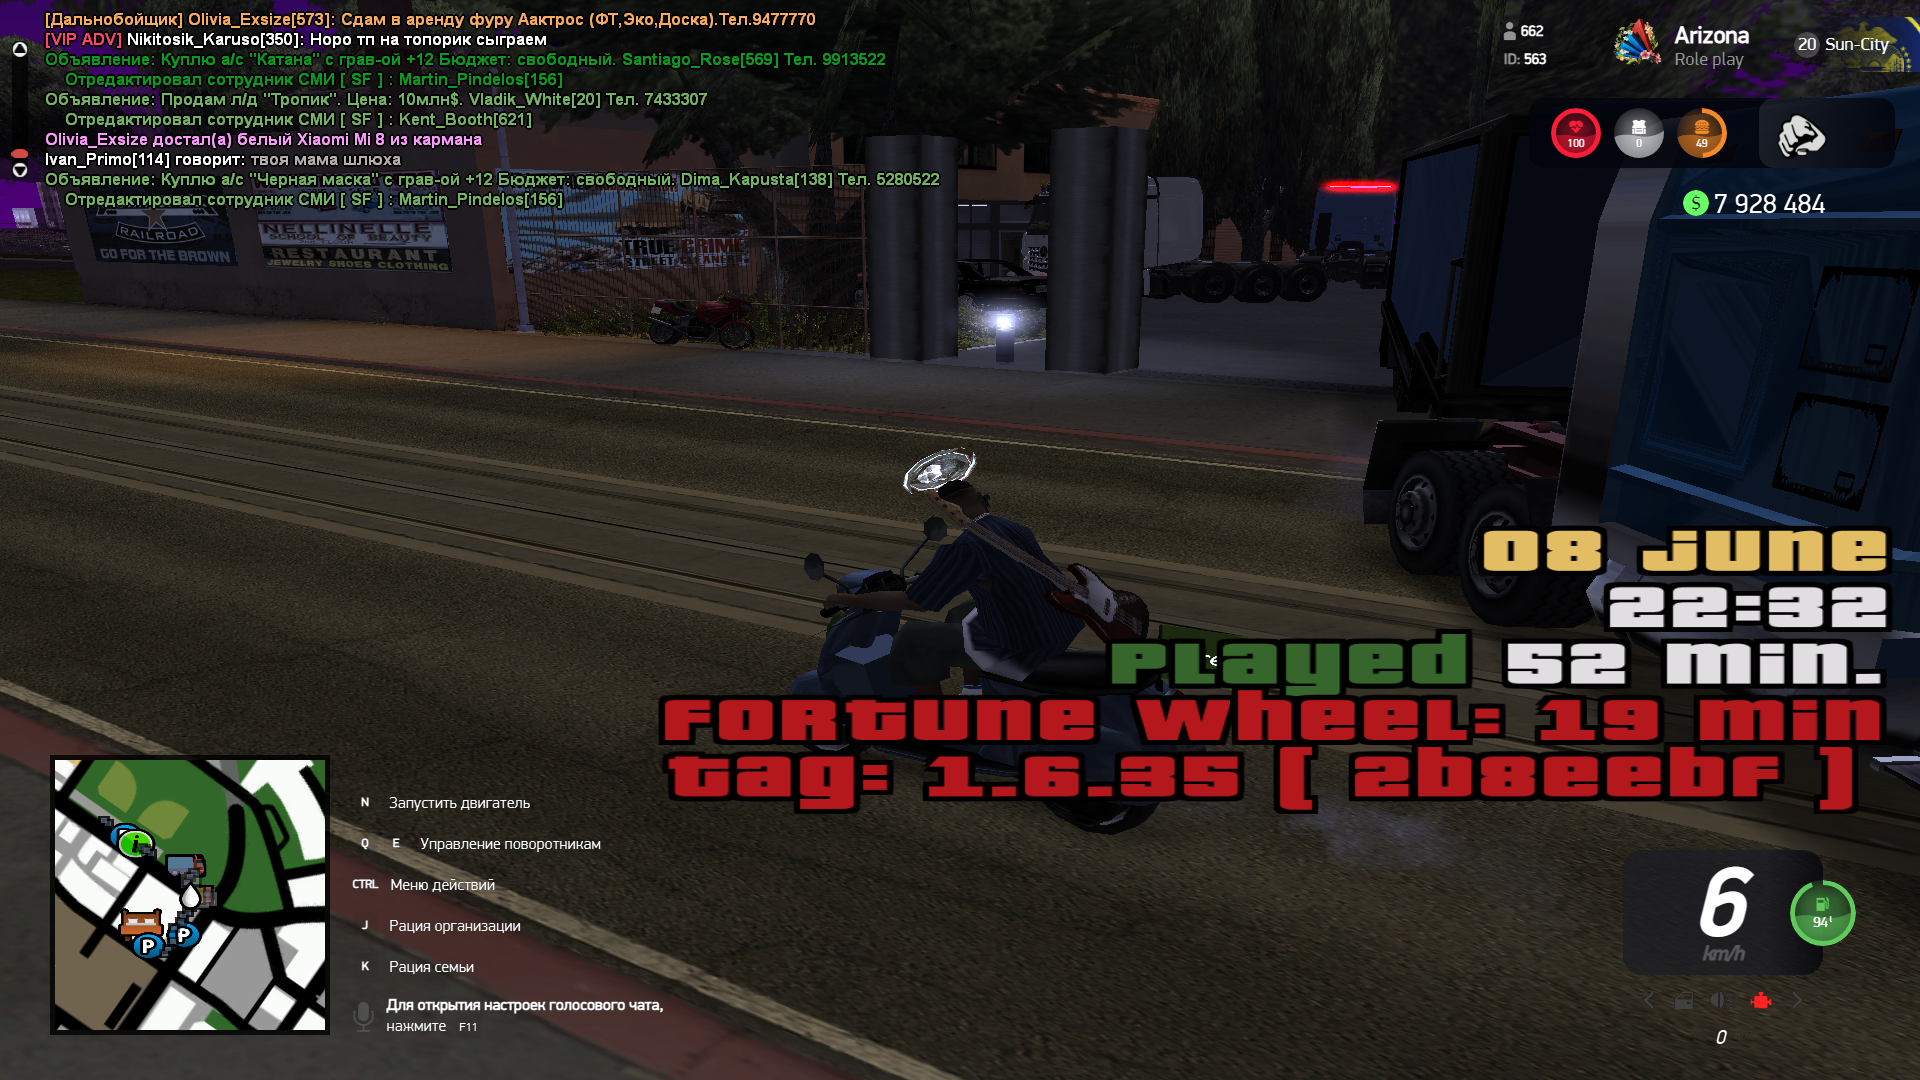 [Дальнобойщик] Olivia_Exsize[573]: Сдам в аренду фуру Аактрос (ФТ,Эко,Доска).Тел.9477770
[VIP ADV] Nikitosik_Karuso[350]: Норо тп на топорик сыграем
Объявление: Куплю а/с "Катана" с грав-ой +12 Бюджет: свободный. Santiago_Rose[569] Тел. 9913522
Отредактировал сотрудник СМИ [ SF ] : Martin_Pindelos[156]
Объявление: Продам л/д "Тропик". Цена: 10млн$. Vladik_White[20] Тел. 7433307
Отредактировал сотрудник СМИ [ SF ] : Kent_Booth[621]
Olivia_Exsize достал(а) белый Xiaomi Mi 8 из кармана
Ivan_Primo[114] говорит: твоя мама шлюха
Объявление: Куплю а/с "Черная маска" с грав-ой +12 Бюджет: свободный. Dima_Kapusta[138] Тел. 5280522
Отредактировал сотрудник СМИ [ SF ] : Martin_Pindelos[156]
662
ID: 563
Arizona
Role play
20 Sun-City
100
0
49
$ 7 928 484
RAILROAD
GO FOR THE BROWN
NELLINELLE
SCHOOL OF BEAUTY
RESTAURANT
JEWELRY SHOES CLOTHING
TRUE CRIME
08 June
22:32
Played 52 min.
Fortune Wheel: 19 min
tag: 1.6.35 [ 2b8eebf ]
N Запустить двигатель
Q E Управление поворотникам
CTRL Меню действий
J Рация организации
K Рация семьи
Для открытия настроек голосового чата,
нажмите F11
i
P
P
6
km/h
94
0